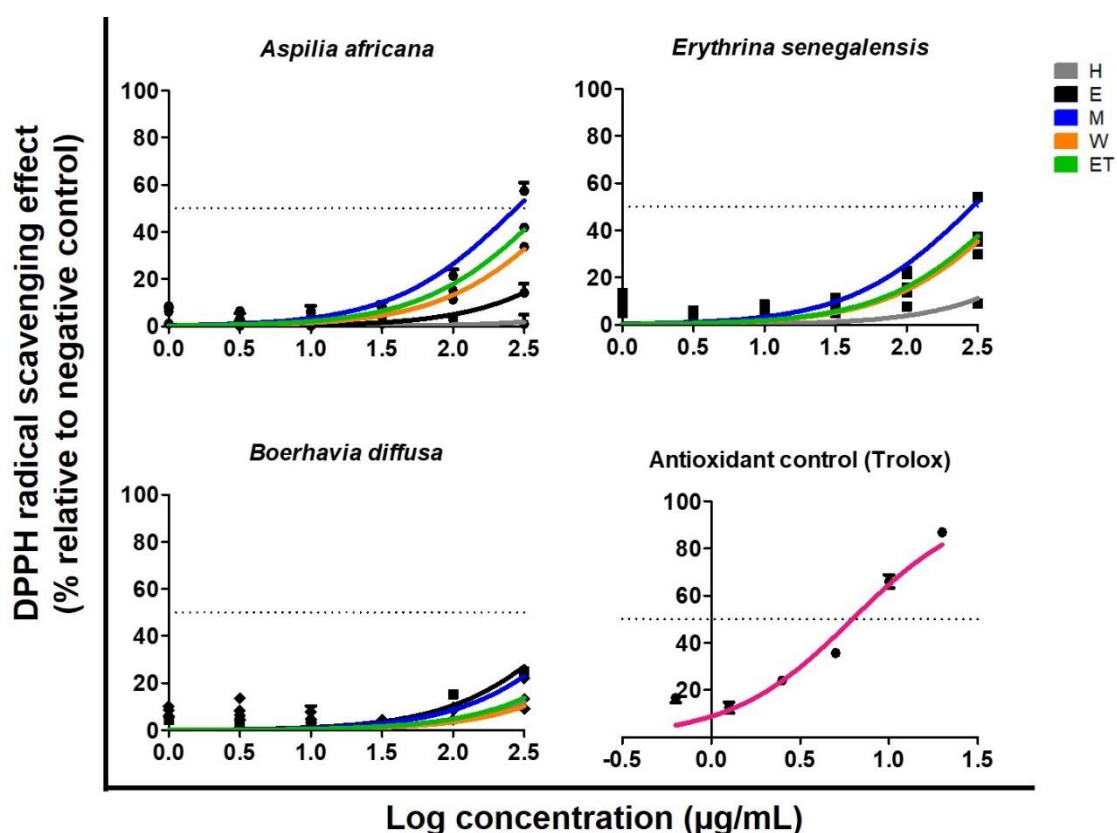 Aspilia africana
Erythrina senegalensis
H
E
M
W
ET
100
80
60
40
20
0
0.0 0.5 1.0 1.5 2.0 2.5
100
80
60
40
20
0
0.0 0.5 1.0 1.5 2.0 2.5
DPPH radical scavenging effect
(% relative to negative control)
Boerhavia diffusa
Antioxidant control (Trolox)
100
80
60
40
20
0
0.0 0.5 1.0 1.5 2.0 2.5
100
80
60
40
20
-0.5 0.0 0.5 1.0 1.5
Log concentration (µg/mL)